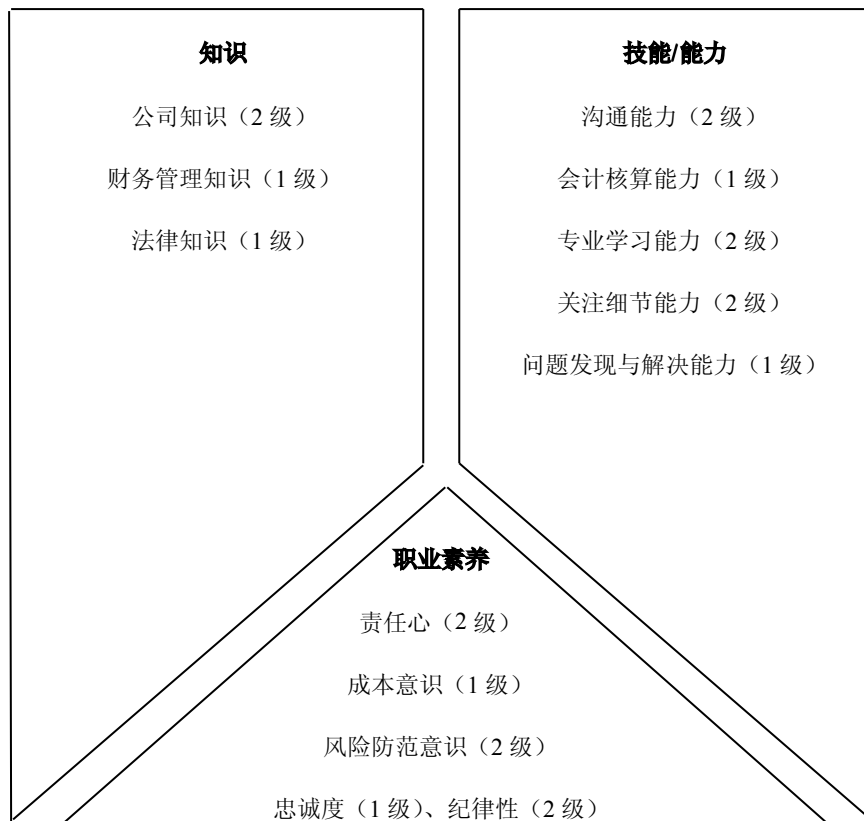 知识
公司知识（2 级）
财务管理知识（1 级）
法律知识（1 级）
技能/能力
沟通能力（2 级）
会计核算能力（1 级）
专业学习能力（2 级）
关注细节能力（2 级）
问题发现与解决能力（1 级）
职业素养
责任心（2 级）
成本意识（1 级）
风险防范意识（2 级）
忠诚度（1 级）、纪律性（2 级）